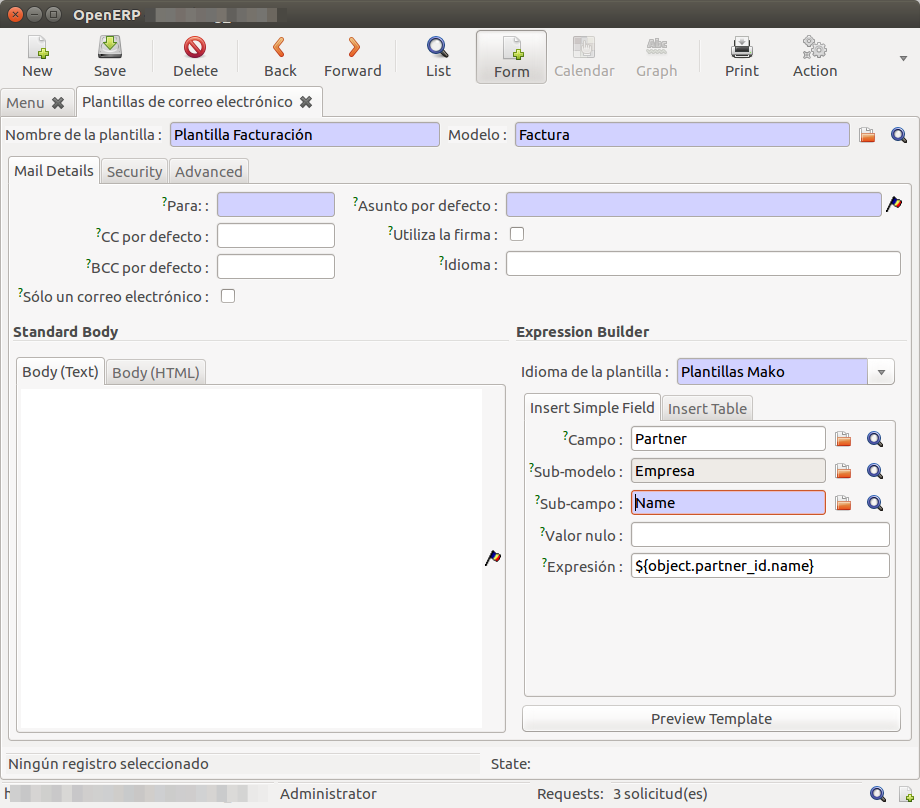 OpenERP
New Save Delete Back Forward List Form Calendar Graph Print Action
Menu Plantillas de correo electrónico
Nombre de la plantilla : Plantilla Facturación Modelo : Factura
Mail Details Security Advanced
?Para: : ?Asunto por defecto :
?CC por defecto : ?Utiliza la firma :
?BCC por defecto : ?Idioma :
?Sólo un correo electrónico :
Standard Body Expression Builder
Body (Text) Body (HTML) Idioma de la plantilla : Plantillas Mako
Insert Simple Field Insert Table
?Campo : Partner
?Sub-modelo : Empresa
?Sub-campo : Name
?Valor nulo :
?Expresión : ${object.partner_id.name}
Preview Template
Ningún registro seleccionado State:
Administrator Requests: 3 solicitud(es)